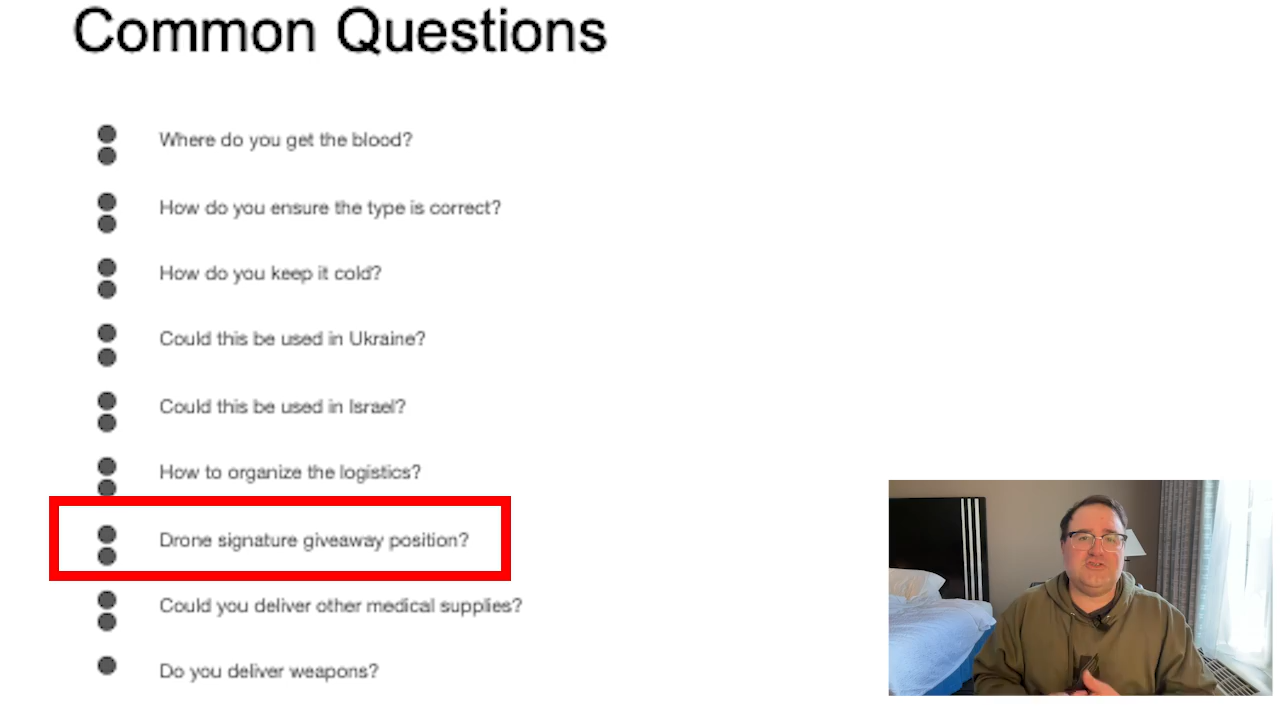 Common Questions
Where do you get the blood?
How do you ensure the type is correct?
How do you keep it cold?
Could this be used in Ukraine?
Could this be used in Israel?
How to organize the logistics?
Drone signature giveaway position?
Could you deliver other medical supplies?
Do you deliver weapons?